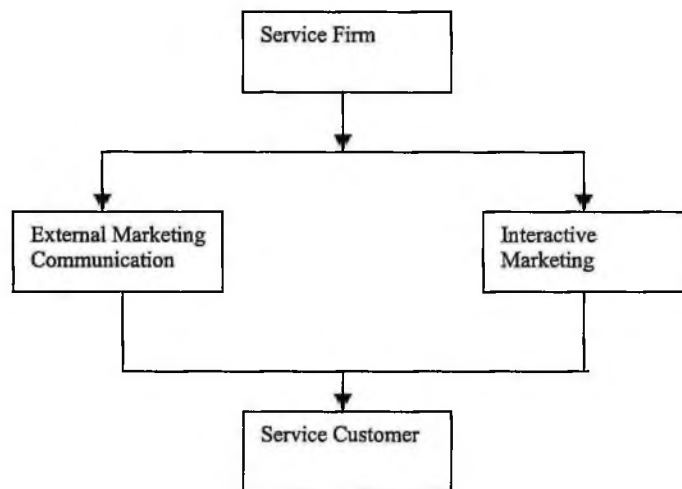 Service Firm
External Marketing
Communication
Interactive
Marketing
Service Customer